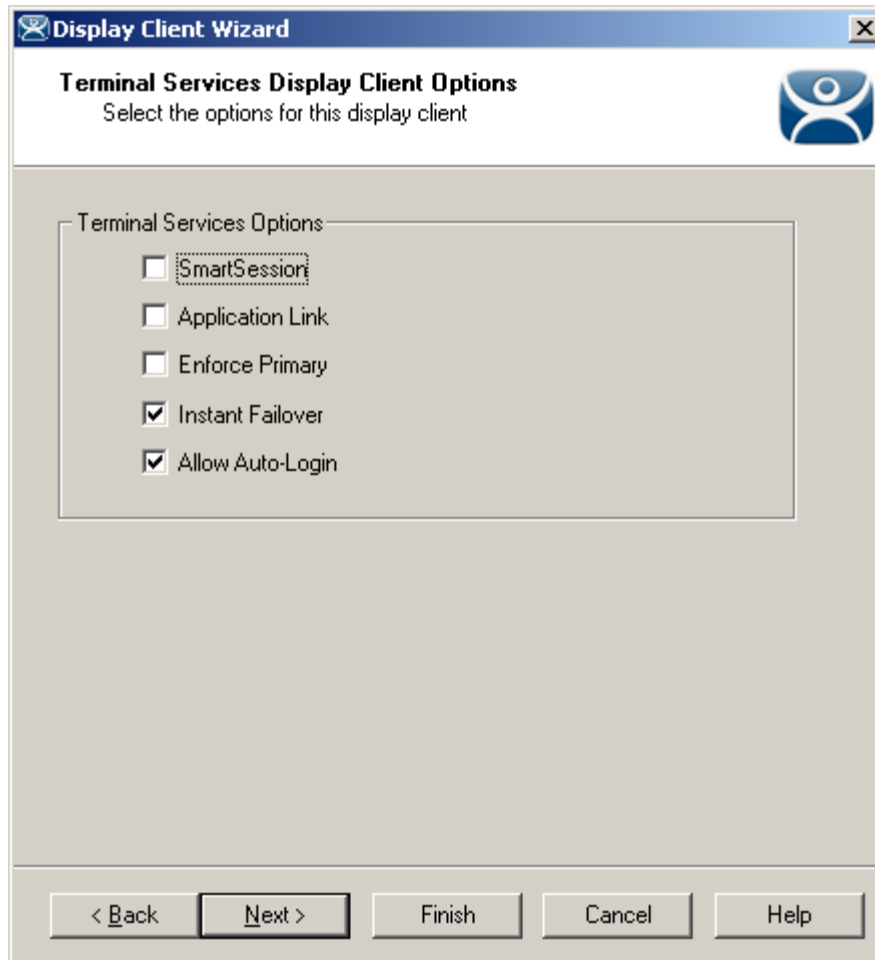 Display Client Wizard
Terminal Services Display Client Options
Select the options for this display client
Terminal Services Options
SmartSession
Application Link
Enforce Primary
Instant Failover
Allow Auto-Login
< Back
Next >
Finish
Cancel
Help